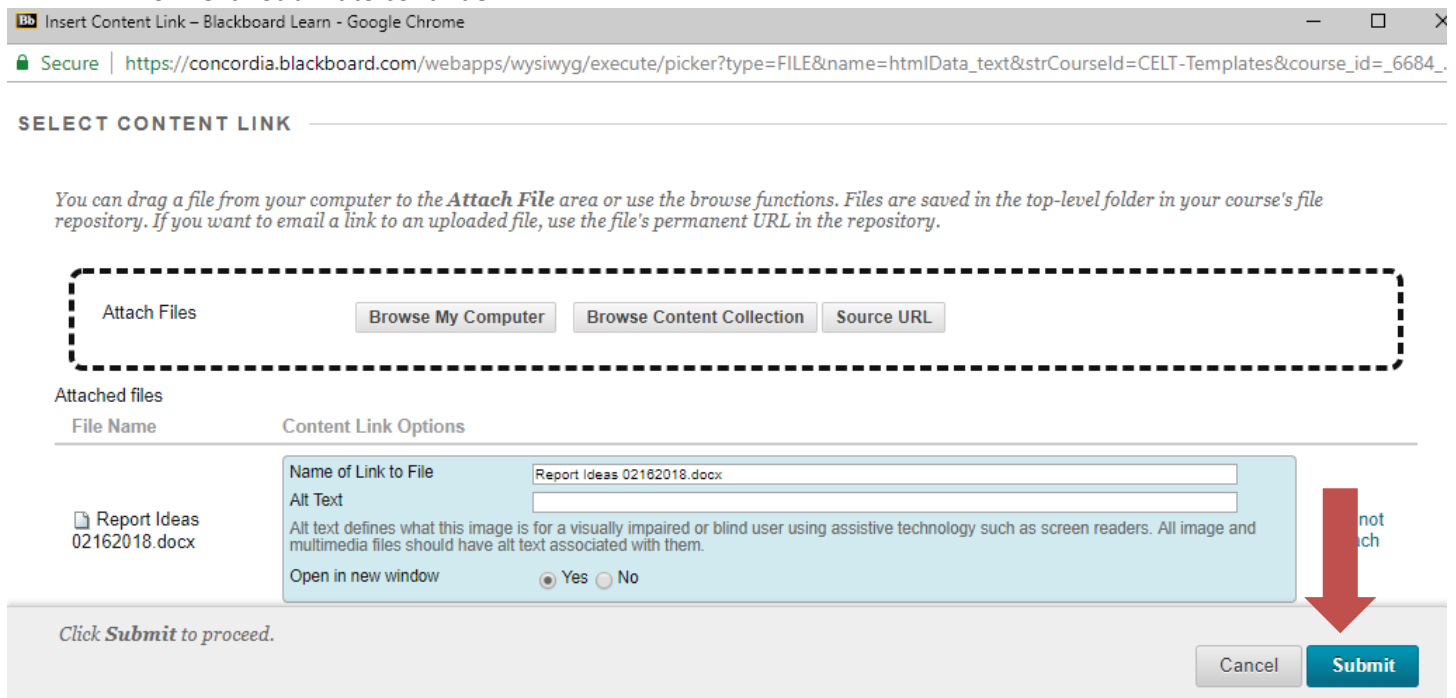 Insert Content Link – Blackboard Learn - Google Chrome
Secure | https://concordia.blackboard.com/webapps/wysiwyg/execute/picker?type=FILE&name=htmlData_text&strCourseId=CELT-Templates&course_id=_6684_...
SELECT CONTENT LINK
You can drag a file from your computer to the Attach File area or use the browse functions. Files are saved in the top-level folder in your course's file
repository. If you want to email a link to an uploaded file, use the file's permanent URL in the repository.
Attach Files
Browse My Computer
Browse Content Collection
Source URL
Attached files
File Name
Content Link Options
Report Ideas
02162018.docx
Name of Link to File
Report Ideas 02162018.docx
Alt Text
Alt text defines what this image is for a visually impaired or blind user using assistive technology such as screen readers. All image and
multimedia files should have alt text associated with them.
Open in new window
Yes No
not
Click Submit to proceed.
Cancel
Submit